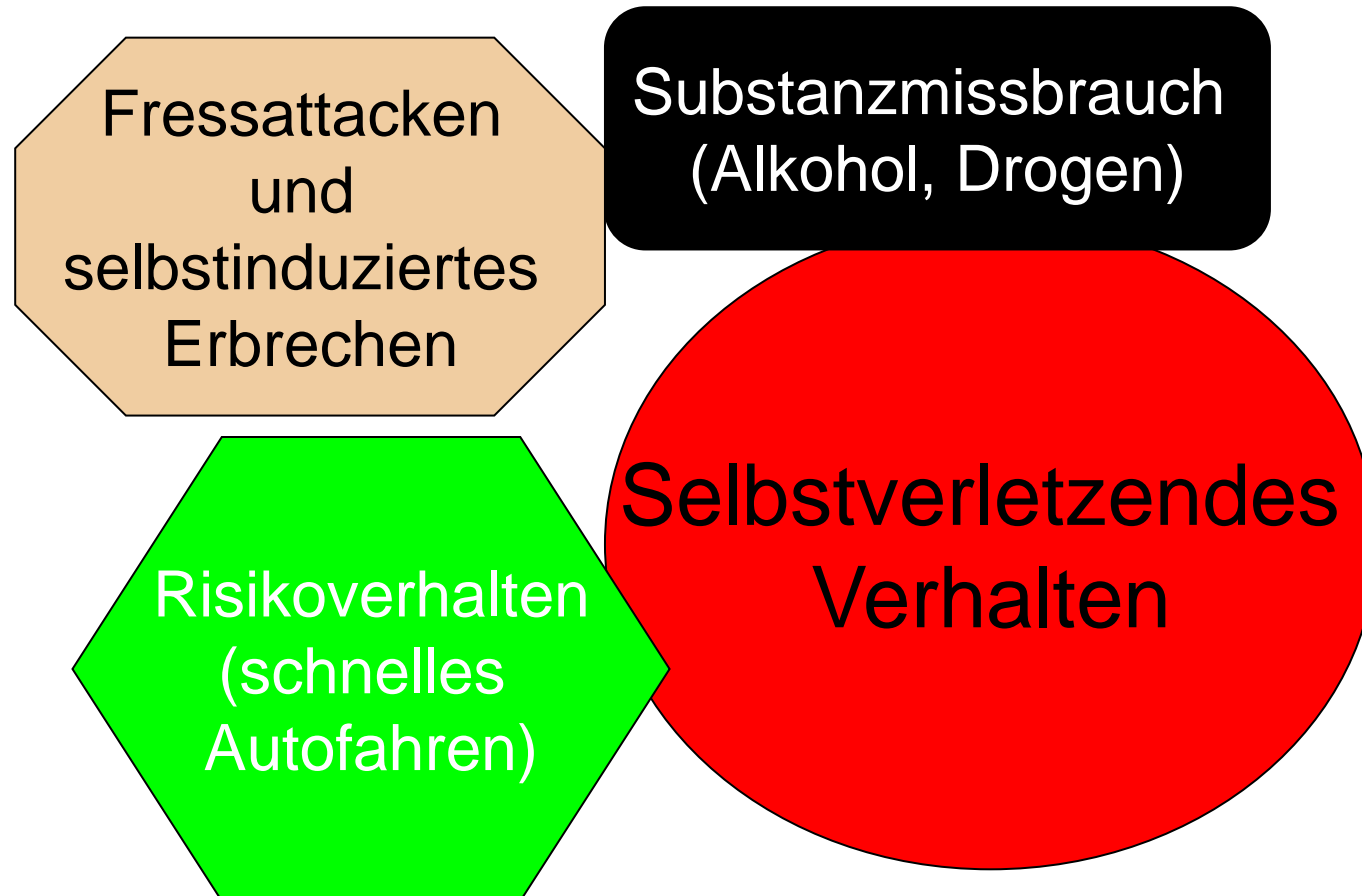 Fressattacken
und
selbstinduziertes
Erbrechen
Substanzmissbrauch
(Alkohol, Drogen)
Selbstverletzendes
Verhalten
Risikoverhalten
(schnelles
Autofahren)